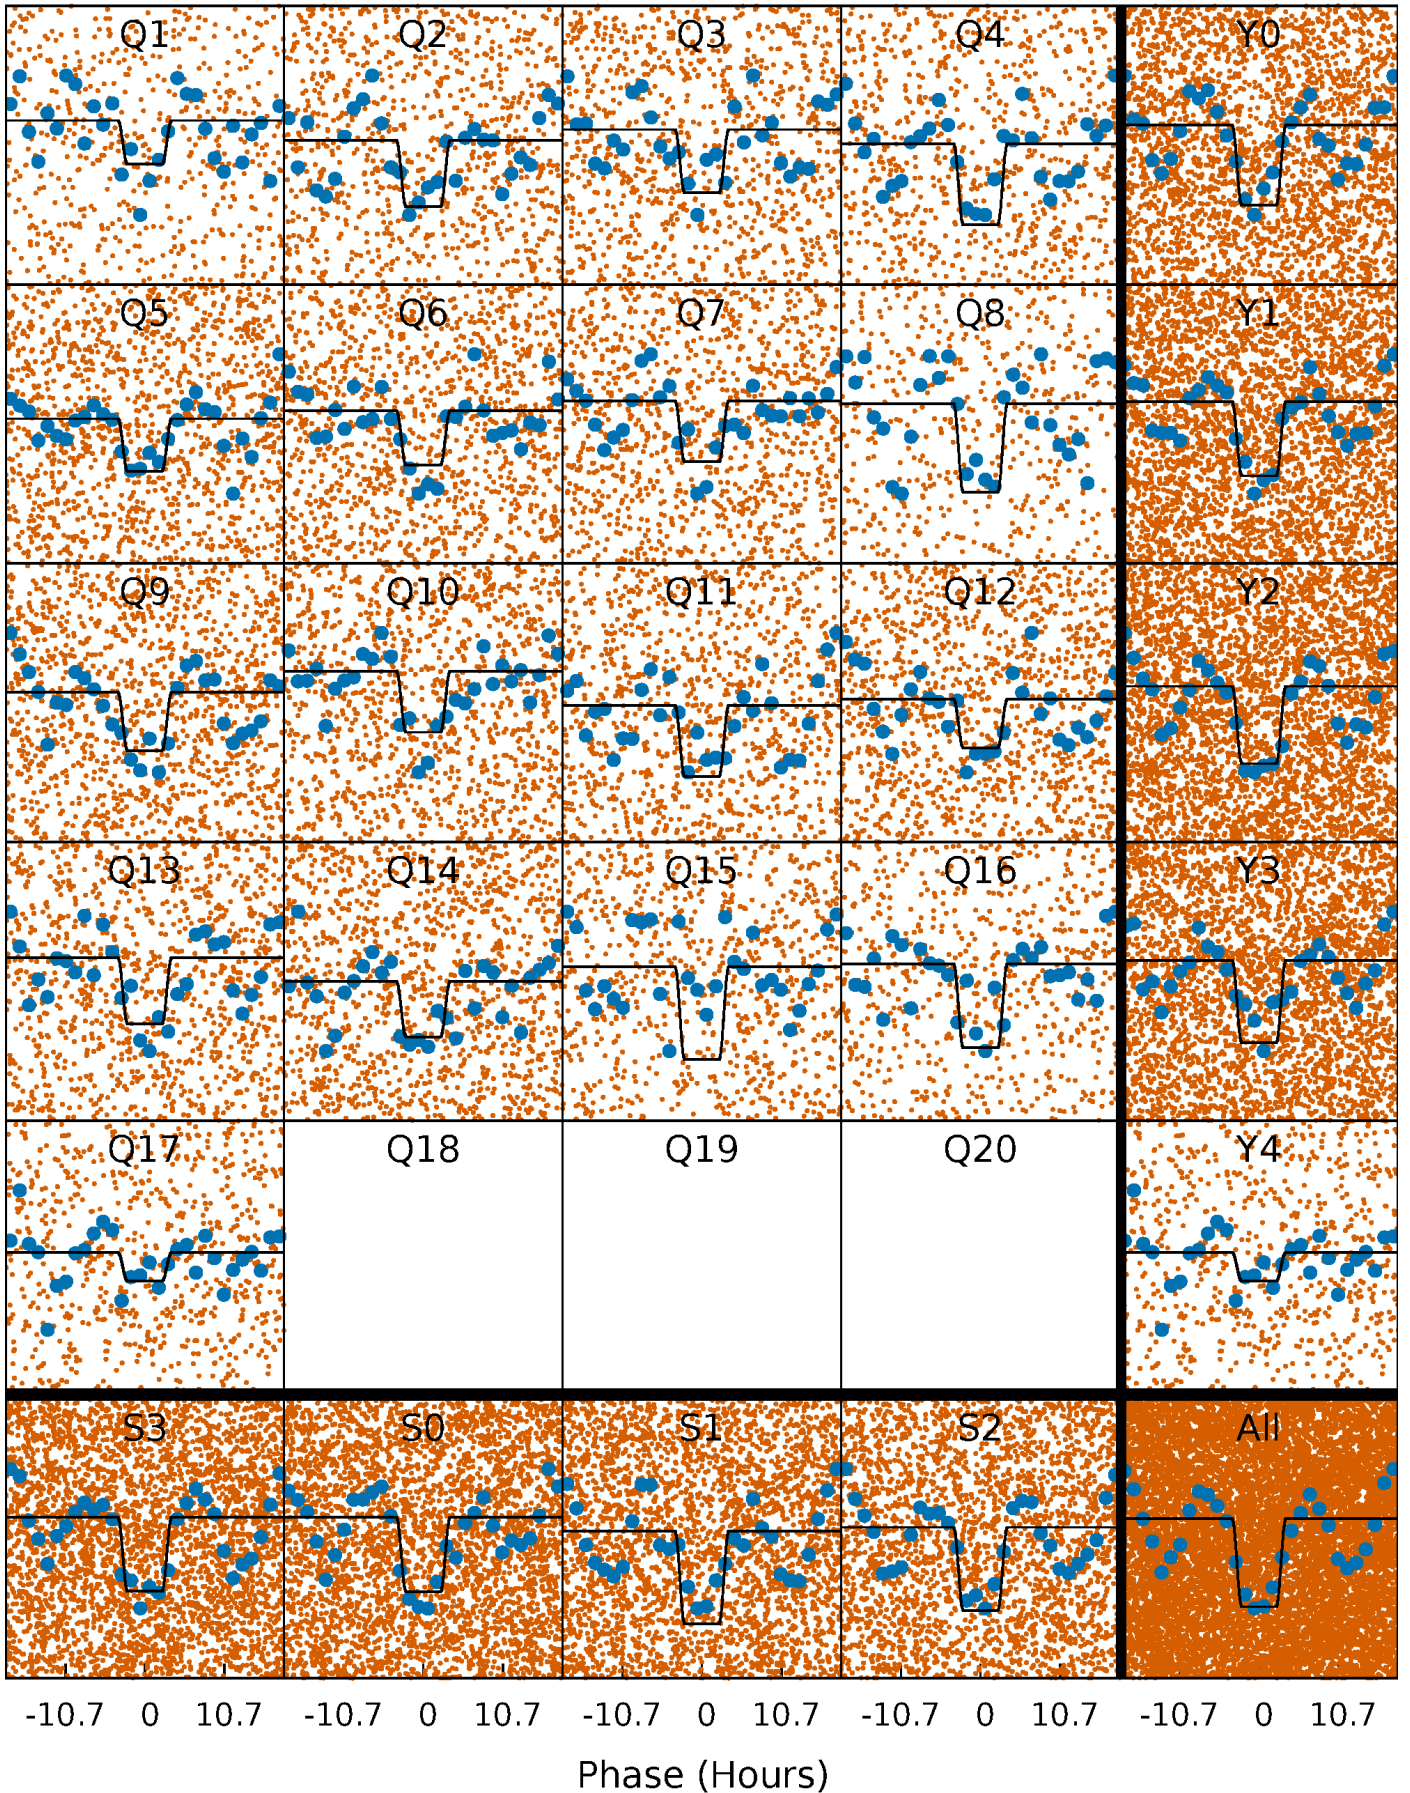 Q1 Q2 Q3 Q4 Y0
Q5 Q6 Q7 Q8 Y1
Q9 Q10 Q11 Q12 Y2
Q13 Q14 Q15 Q16 Y3
Q17 Q18 Q19 Q20 Y4
S3 S0 S1 S2 All
-10.7 0 10.7 -10.7 0 10.7 -10.7 0 10.7 -10.7 0 10.7 -10.7 0 10.7
Phase (Hours)